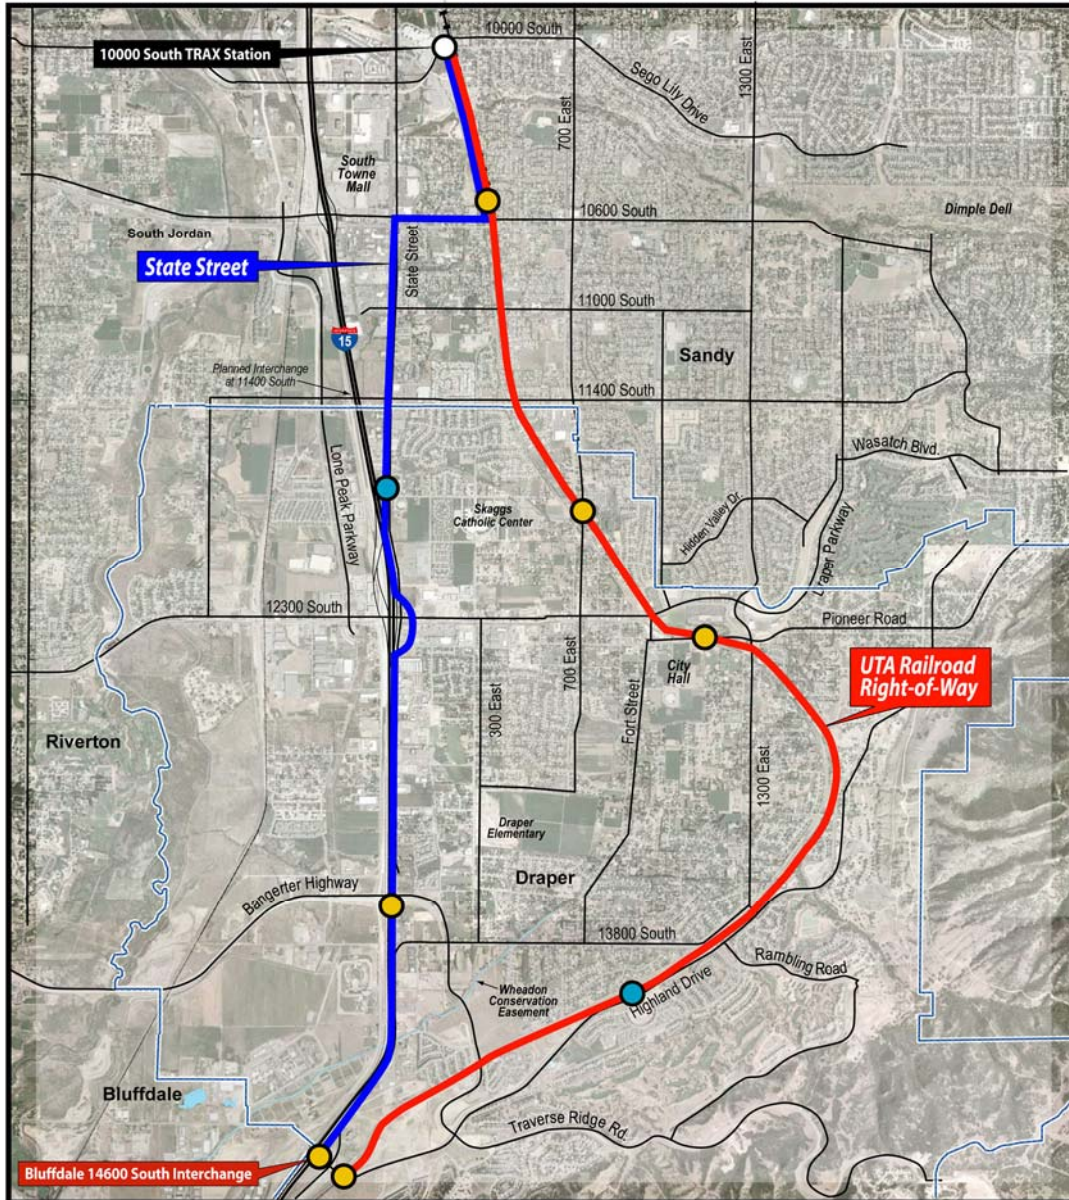 10000 South
10000 South TRAX Station
Sego Lily Drive
1300 East
700 East
South
Towne
Mall
Dimple Dell
10600 South
South Jordan
State Street
State Street
11000 South
INTERSTATE
15
Sandy
Planned Interchange
at 11400 South
11400 South
Wasatch Blvd.
Lone Peak Parkway
Skaggs
Catholic Center
Hidden Valley Dr.
Draper Parkway
12300 South
Pioneer Road
City
Hall
UTA Railroad
Right-of-Way
700 East
Fort Street
300 East
Riverton
1300 East
Draper
Elementary
Draper
Bangerter Highway
13800 South
Rambling Road
Highland Drive
Wheadon
Conservation
Easement
Bluffdale
Traverse Ridge Rd.
Bluffdale 14600 South Interchange